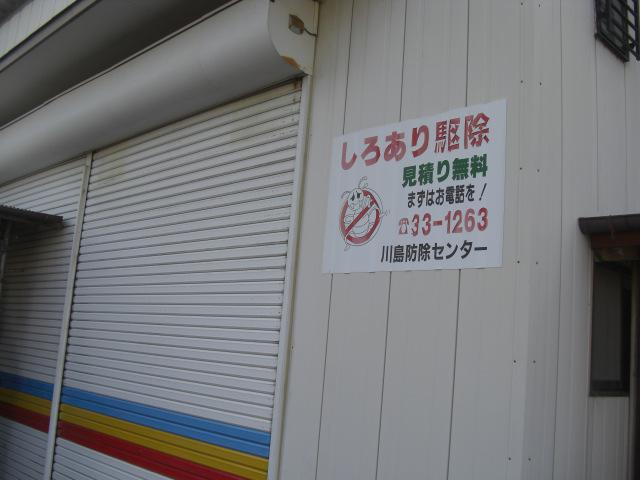 しろあり駆除
見積り無料
まずはお電話を!
☎33-1263
川島防除センター